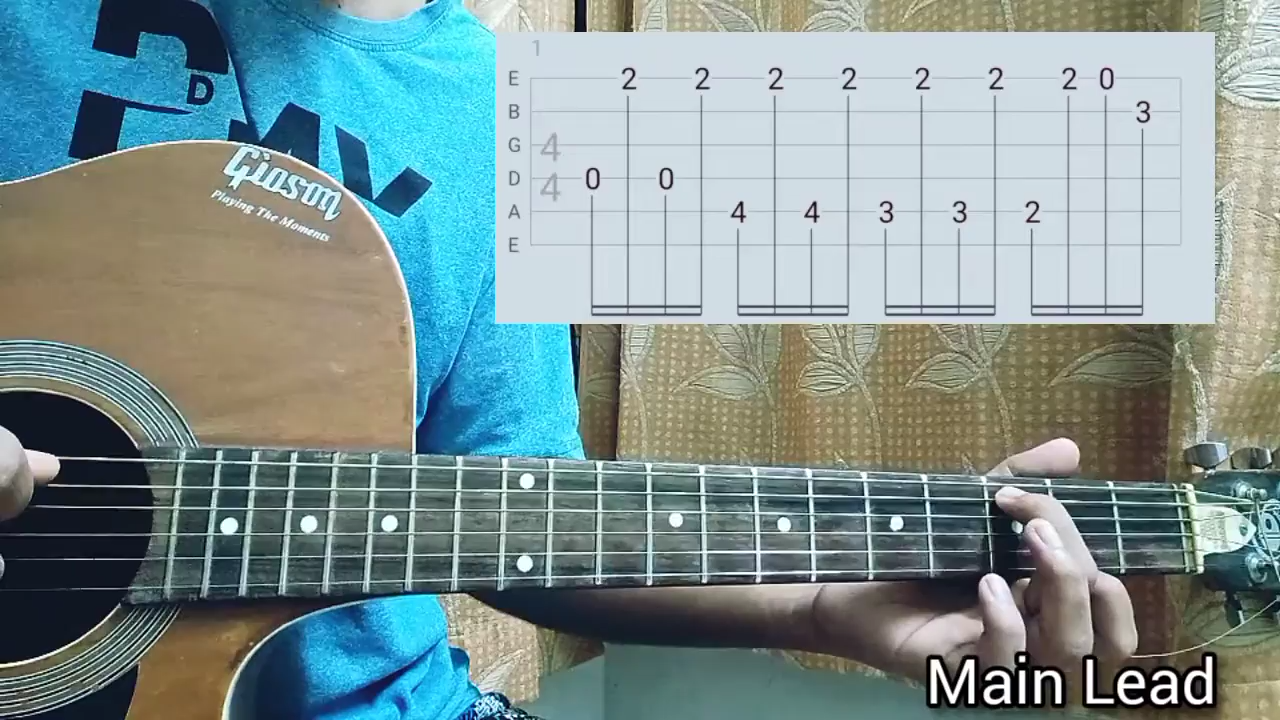 1
E 2 2 2 2 2 2 2 0
B 3
G
D 0 0
A 4 4 3 3 2
E
4
4
D
Gibson
Playing The Moments
Main Lead